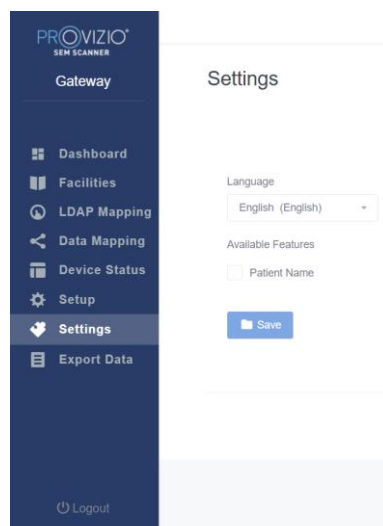 PROVIZIO®
SEM SCANNER
Gateway
Dashboard
Facilities
LDAP Mapping
Data Mapping
Device Status
Setup
Settings
Export Data
Logout
Settings
Language
English (English)
Available Features
Patient Name
Save